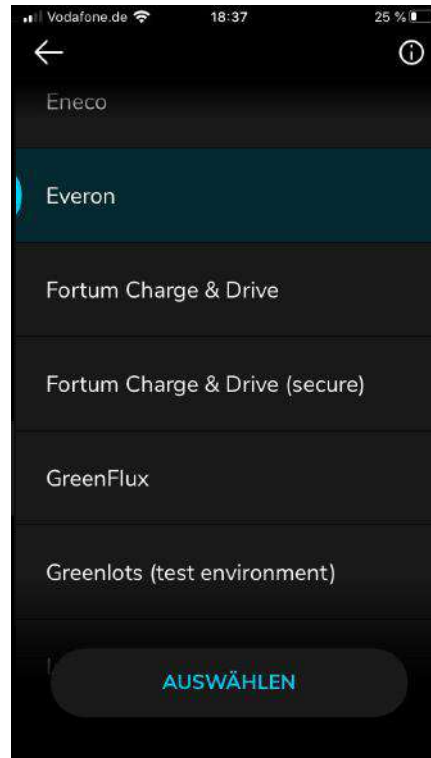 Vodafone.de 18:37 25 %
Eneco
Everon
Fortum Charge & Drive
Fortum Charge & Drive (secure)
GreenFlux
Greenlots (test environment)
AUSWÄHLEN